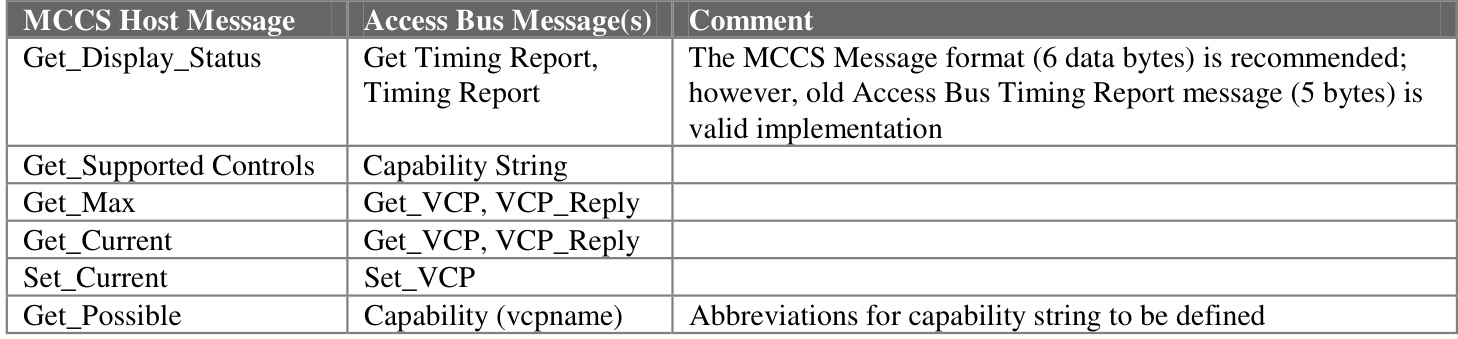 MCCS Host Message Access Bus Message(s) Comment
Get_Display_Status Get Timing Report, The MCCS Message format (6 data bytes) is recommended;
Timing Report however, old Access Bus Timing Report message (5 bytes) is
valid implementation
Get_Supported Controls Capability String
Get_Max Get_VCP, VCP_Reply
Get_Current Get_VCP, VCP_Reply
Set_Current Set_VCP
Get_Possible Capability (vcpname) Abbreviations for capability string to be defined